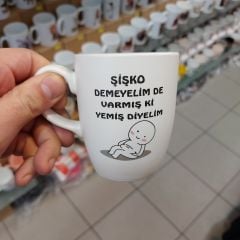 ŞİŞKO
DEMEYELİM DE
VARMIŞ Kİ
YEMİŞ DİYELİM